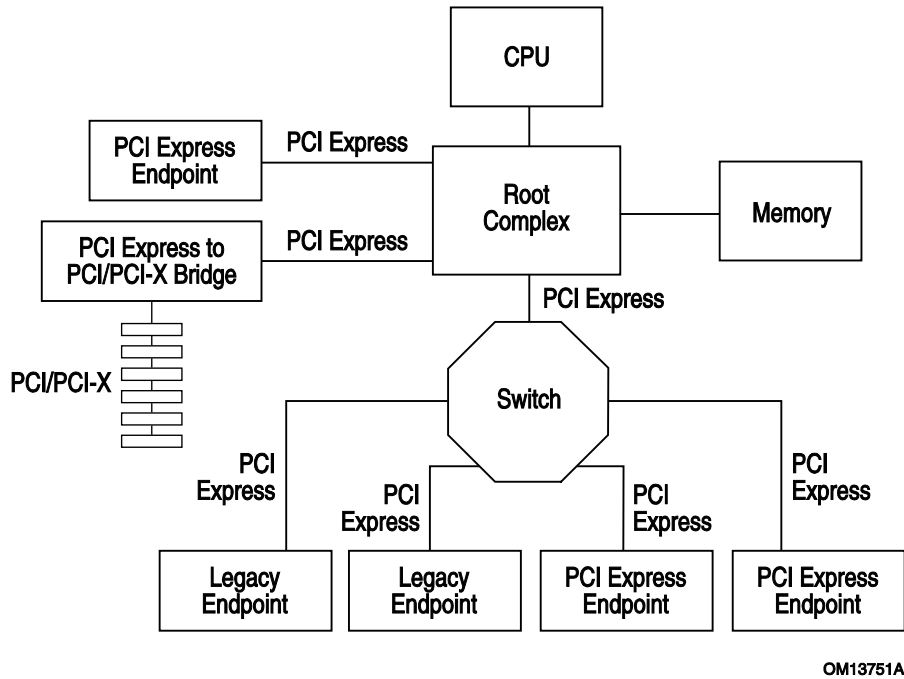 CPU
PCI Express
Endpoint
PCI Express
Root
Complex
Memory
PCI Express to
PCI/PCI-X Bridge
PCI Express
PCI Express
PCI/PCI-X
Switch
PCI
Express
PCI
Express
PCI
Express
PCI
Express
Legacy
Endpoint
Legacy
Endpoint
PCI Express
Endpoint
PCI Express
Endpoint
OM13751A